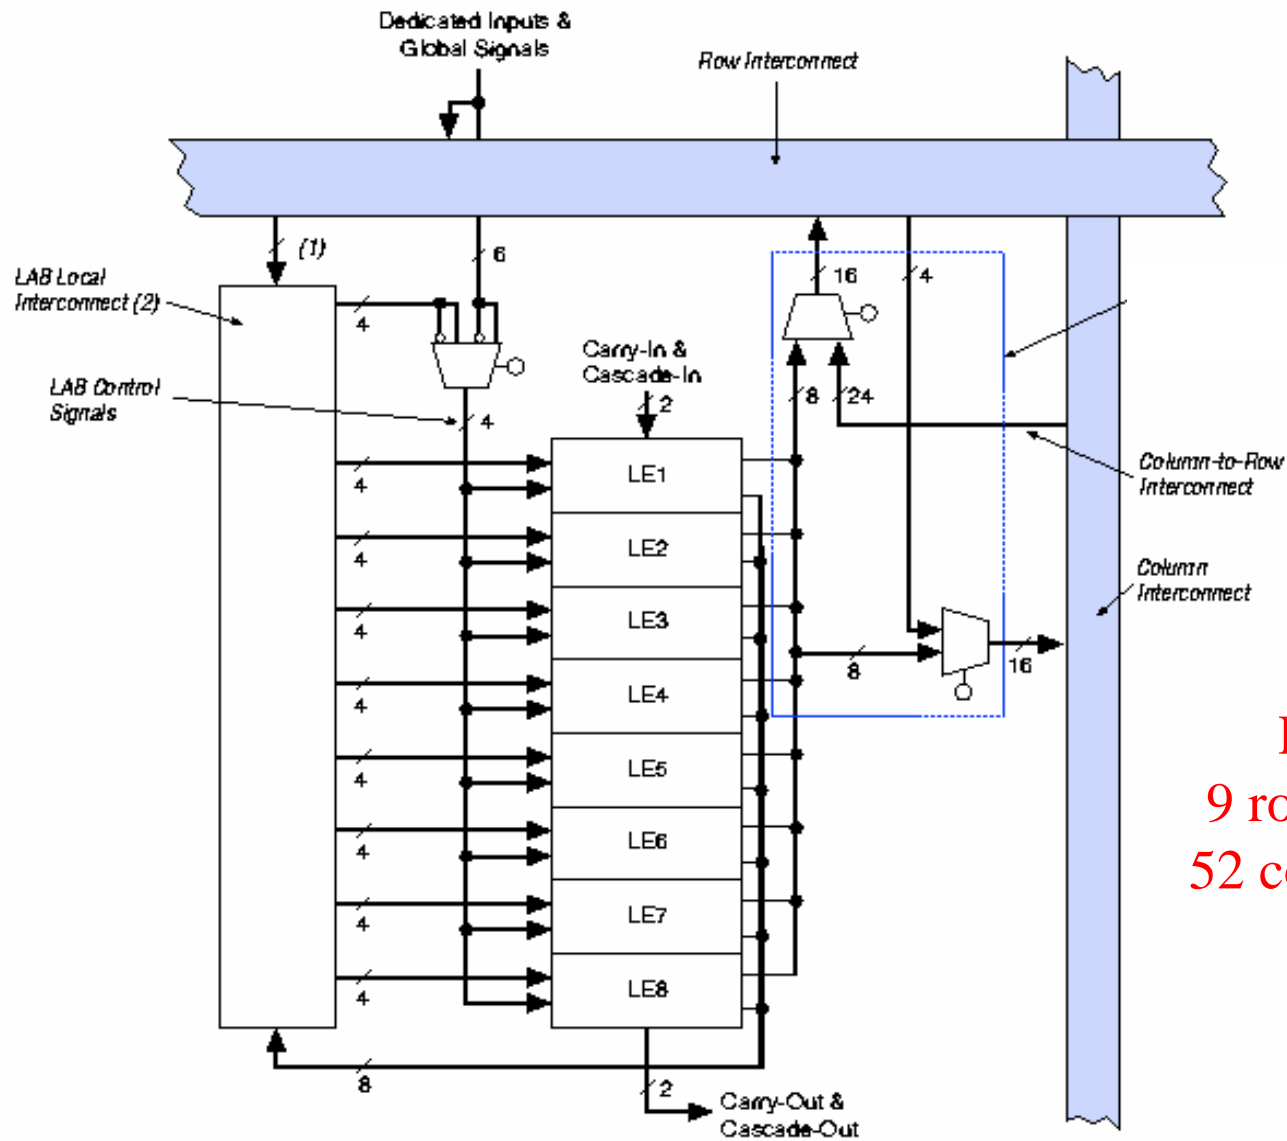 Dedicated Inputs &
Global Signals
Row Interconnect
(1)
6
16
4
LAB Local
Interconnect (2)
4
Carry-In &
Cascade-In
8
24
LAB Control
Signals
4
2
Column-to-Row
Interconnect
LE1
4
LE2
4
Column
Interconnect
LE3
4
8
16
LE4
4
LE5
4
9
52
LE6
4
LE7
4
LE8
4
8
2
Carry-Out &
Cascade-Out